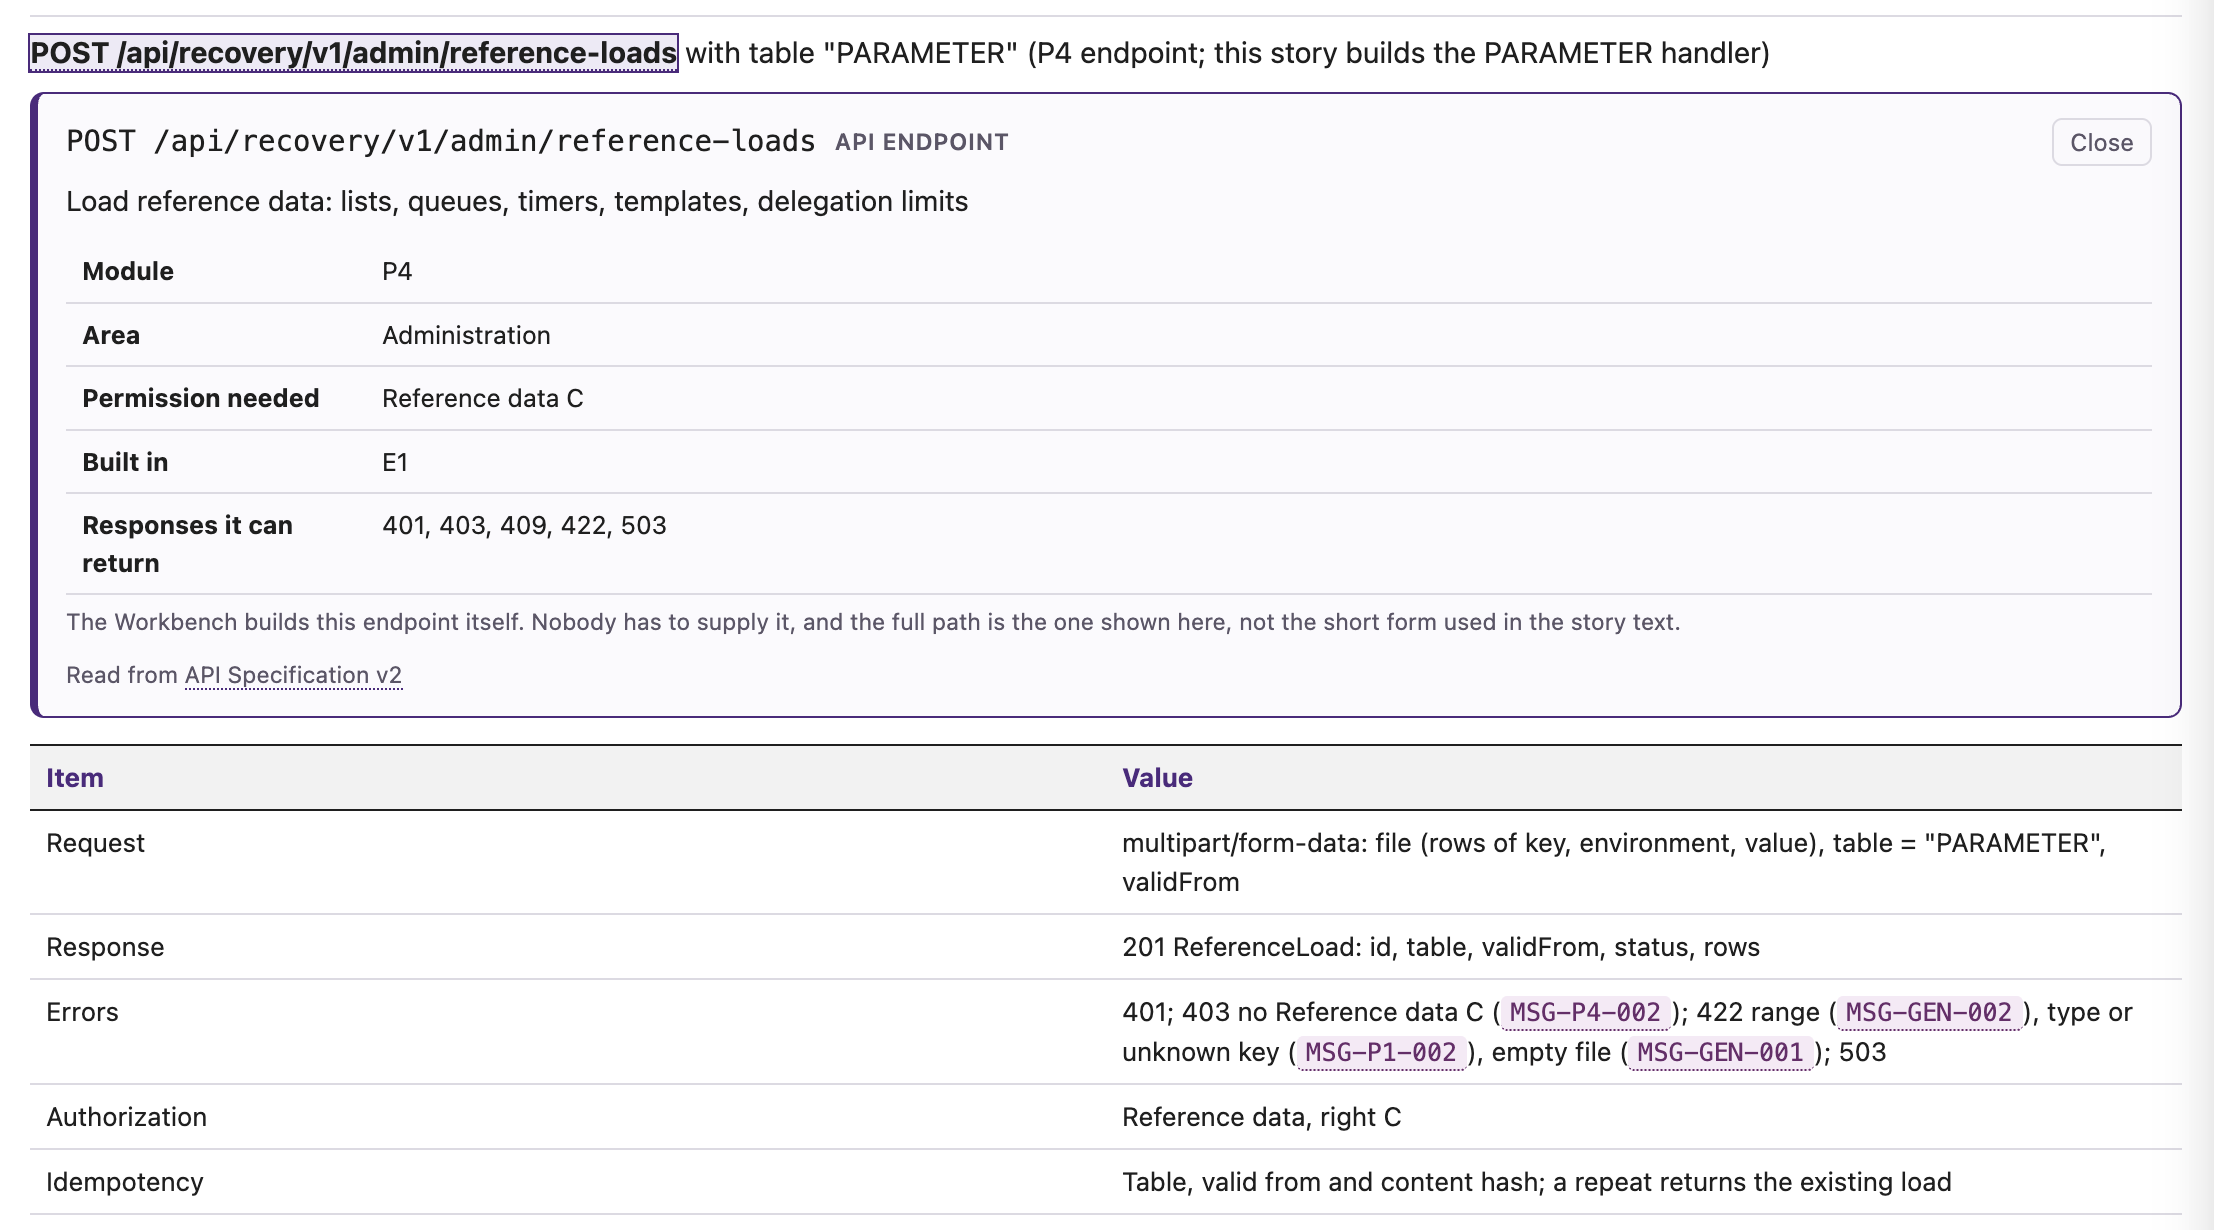 POST /api/recovery/v1/admin/reference-loads with table "PARAMETER" (P4 endpoint; this story builds the PARAMETER handler)
POST /api/recovery/v1/admin/reference-loads API ENDPOINT
Close
Load reference data: lists, queues, timers, templates, delegation limits
Module P4
Area Administration
Permission needed Reference data C
Built in E1
Responses it can 401, 403, 409, 422, 503
return
The Workbench builds this endpoint itself. Nobody has to supply it, and the full path is the one shown here, not the short form used in the story text.
Read from API Specification v2
Item Value
Request multipart/form-data: file (rows of key, environment, value), table = "PARAMETER",
validFrom
Response 201 ReferenceLoad: id, table, validFrom, status, rows
Errors 401; 403 no Reference data C (MSG-P4-002); 422 range (MSG-GEN-002), type or
unknown key (MSG-P1-002), empty file (MSG-GEN-001); 503
Authorization Reference data, right C
Idempotency Table, valid from and content hash; a repeat returns the existing load